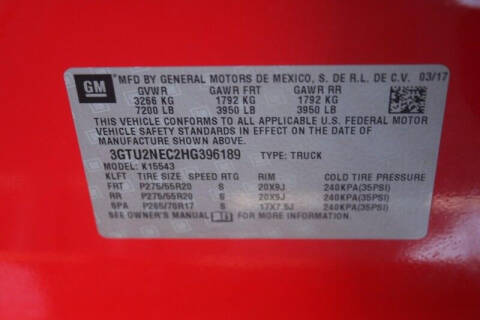 GM MFD BY GENERAL MOTORS DE MEXICO, S. DE R.L. DE C.V. 03/17
GVWR GAWR FRT GAWR RR
3266 KG 1792 KG 1792 KG
7200 LB 3950 LB 3950 LB
THIS VEHICLE CONFORMS TO ALL APPLICABLE U.S. FEDERAL MOTOR
VEHICLE SAFETY AND THEFT PREVENTION STANDARDS IN EFFECT ON THE DATE OF
MANUFACTURE SHOWN ABOVE.
3GTU2NEC2HG396189 TYPE: TRUCK
MODEL: K15543
KLFT TIRE SIZE SPEED RTG RIM COLD TIRE PRESSURE
FRT P275/55R20 S 20X9J 240KPA(35PSI)
RR P275/55R20 S 20X9J 240KPA(35PSI)
SPA P265/70R17 S 17X7.5J 240KPA(35PSI)
SEE OWNER'S MANUAL FOR MORE INFORMATION.